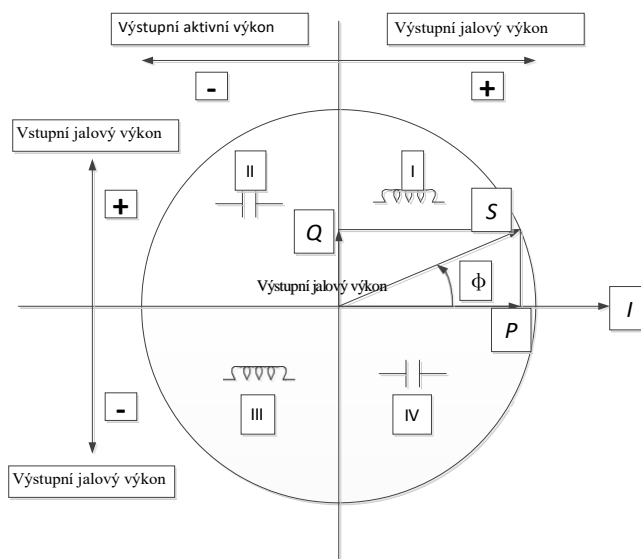 Výstupní aktivní výkon
Výstupní jalový výkon
-
+
Vstupní jalový výkon
II
I
+
Q
S
Výstupní jalový výkon
ϕ
I
P
-
III
IV
Výstupní jalový výkon